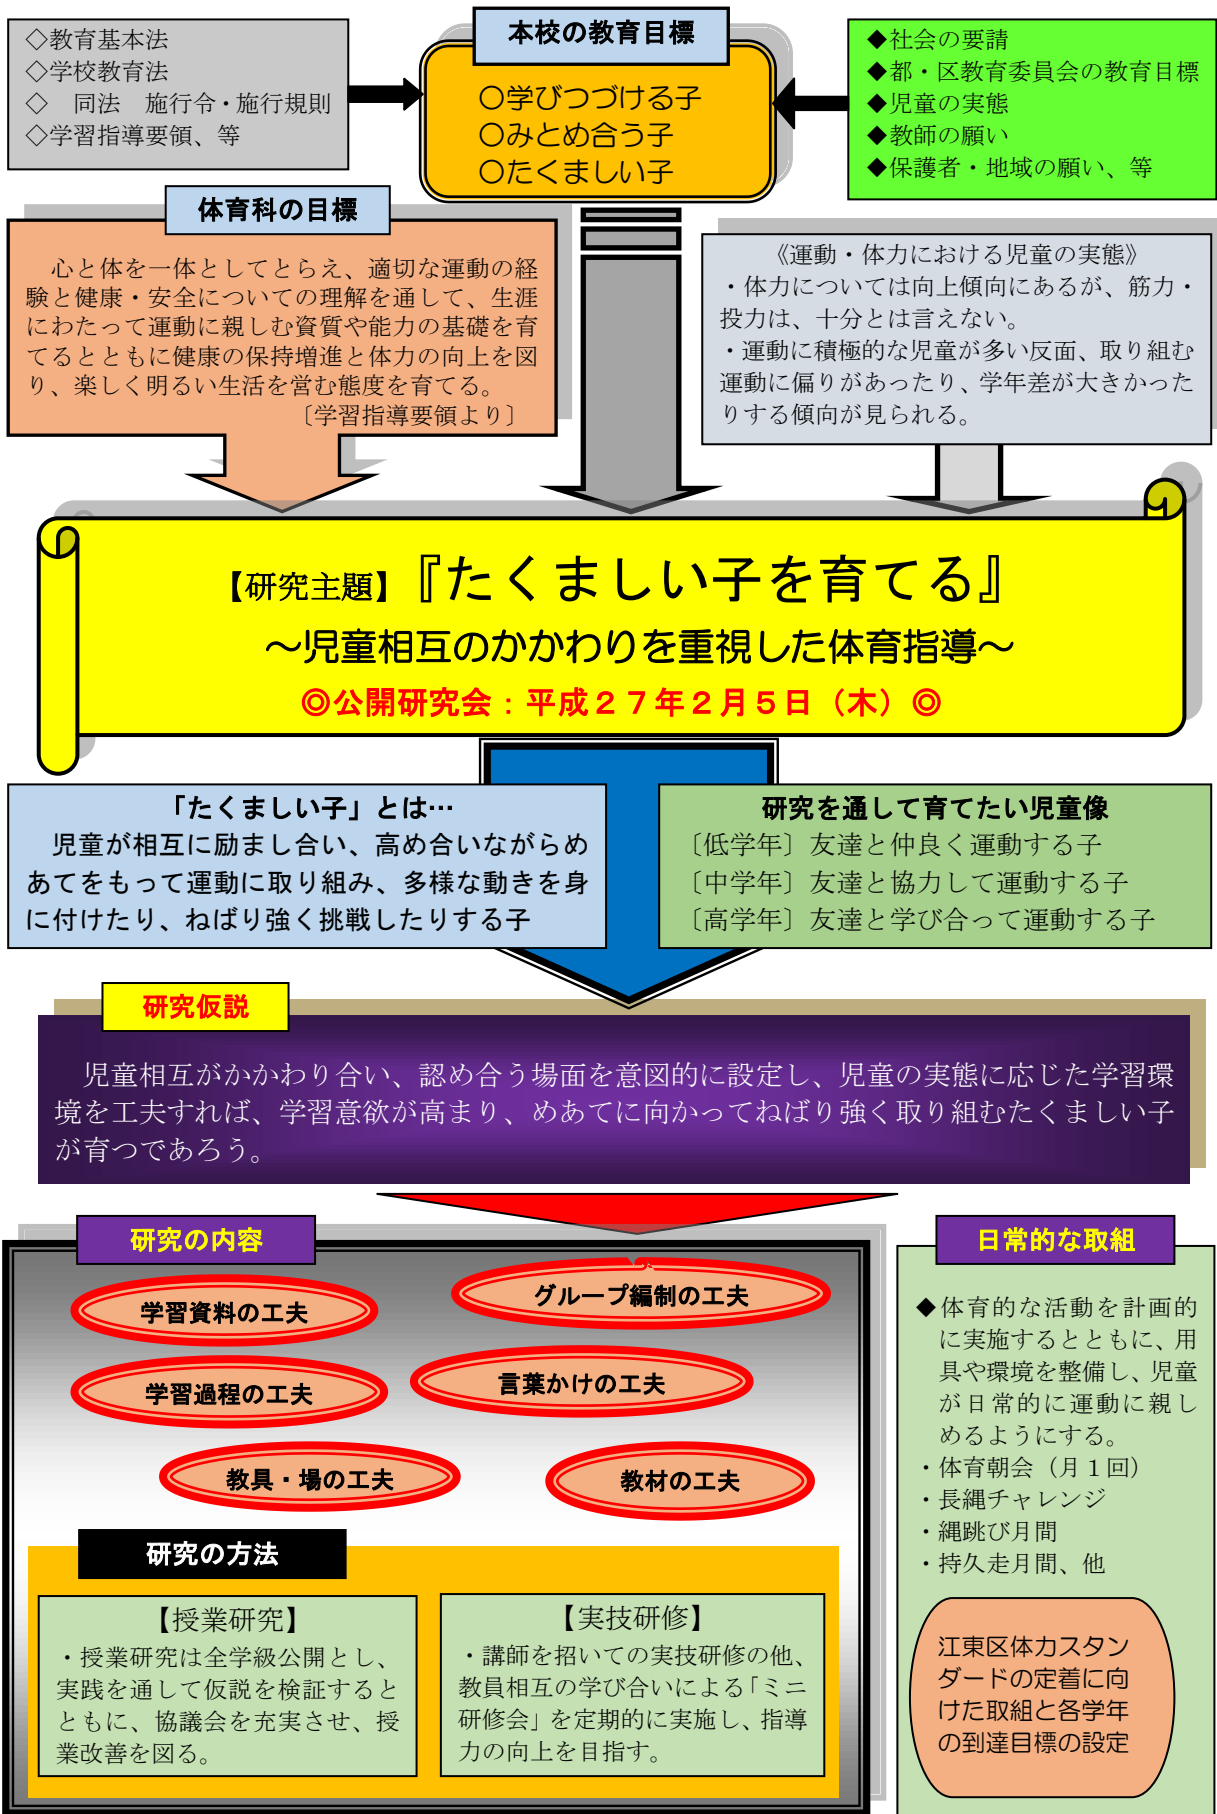 ◇教育基本法
◇学校教育法
◇　同法　施行令・施行規則
◇学習指導要領、等
本校の教育目標
○学びつづける子
○みとめ合う子
○たくましい子
◆社会の要請
◆都・区教育委員会の教育目標
◆児童の実態
◆教師の願い
◆保護者・地域の願い、等
体育科の目標
　心と体を一体としてとらえ、適切な運動の経
験と健康・安全についての理解を通して、生涯
にわたって運動に親しむ資質や能力の基礎を育
てるとともに健康の保持増進と体力の向上を図
り、楽しく明るい生活を営む態度を育てる。
〔学習指導要領より〕
《運動・体力における児童の実態》
・体力については向上傾向にあるが、筋力・
投力は、十分とは言えない。
・運動に積極的な児童が多い反面、取り組む
運動に偏りがあったり、学年差が大きかった
りする傾向が見られる。
【研究主題】『たくましい子を育てる』
～児童相互のかかわりを重視した体育指導～
◎公開研究会：平成２７年２月５日（木）◎
「たくましい子」とは…
　児童が相互に励まし合い、高め合いながらめ
あてをもって運動に取り組み、多様な動きを身
に付けたり、ねばり強く挑戦したりする子
研究を通して育てたい児童像
〔低学年〕友達と仲良く運動する子
〔中学年〕友達と協力して運動する子
〔高学年〕友達と学び合って運動する子
研究仮説
　児童相互がかかわり合い、認め合う場面を意図的に設定し、児童の実態に応じた学習環
境を工夫すれば、学習意欲が高まり、めあてに向かってねばり強く取り組むたくましい子
が育つであろう。
研究の内容
学習資料の工夫
グループ編制の工夫
学習過程の工夫
言葉かけの工夫
教具・場の工夫
教材の工夫
研究の方法
【授業研究】
・授業研究は全学級公開とし、
実践を通して仮説を検証すると
ともに、協議会を充実させ、授
業改善を図る。
【実技研修】
・講師を招いての実技研修の他、
教員相互の学び合いによる「ミニ
研修会」を定期的に実施し、指導
力の向上を目指す。
日常的な取組
◆体育的な活動を計画的
に実施するとともに、用
具や環境を整備し、児童
が日常的に運動に親し
めるようにする。
・体育朝会（月１回）
・長縄チャレンジ
・縄跳び月間
・持久走月間、他
江東区体力スタン
ダードの定着に向
けた取組と各学年
の到達目標の設定